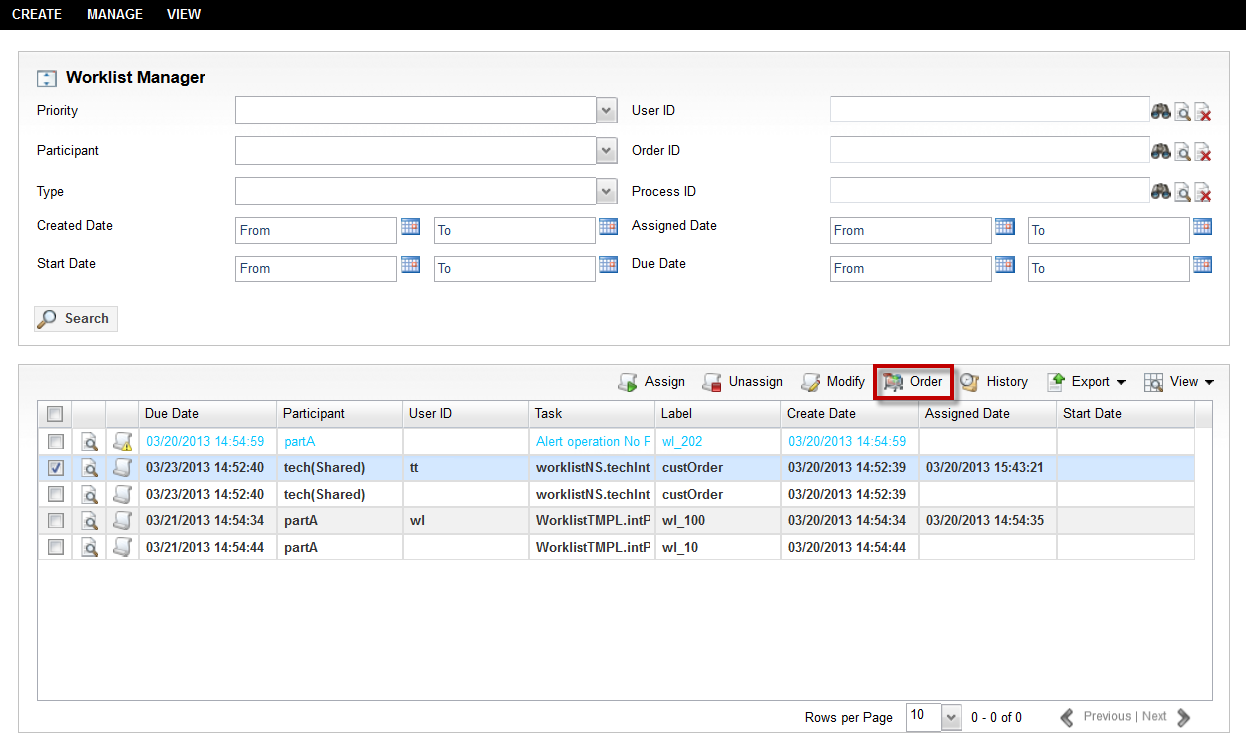 CREATE MANAGE VIEW
Worklist Manager
Priority User ID
Participant Order ID
Type Process ID
Created Date From To Assigned Date From To
Start Date From To Due Date From To
Search
Assign Unassign Modify Order History Export View
Due Date Participant User ID Task Label Create Date Assigned Date Start Date
03/20/2013 14:54:59 partA Alert operation No F wl_202 03/20/2013 14:54:59
03/23/2013 14:52:40 tech(Shared) tt worklistNS.techInt custOrder 03/20/2013 14:52:39 03/20/2013 15:43:21
03/23/2013 14:52:40 tech(Shared) worklistNS.techInt custOrder 03/20/2013 14:52:39
03/21/2013 14:54:34 partA wl WorklistTMPL.intP wl_100 03/20/2013 14:54:34 03/20/2013 14:54:35
03/21/2013 14:54:44 partA WorklistTMPL.intP wl_10 03/20/2013 14:54:44
Rows per Page 10 0 - 0 of 0 Previous | Next